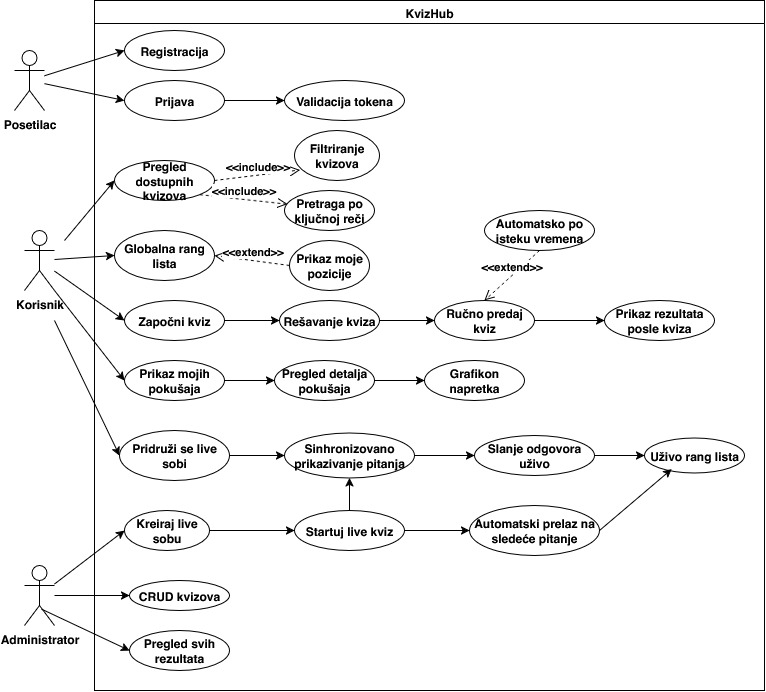 KvizHub
Registracija
Posetilac
Prijava
Validacija tokena
Pregled
dostupnih
kvizova
<<include>>
Filtriranje
kvizova
<<include>>
Pretraga po
ključnoj reči
Globalna rang
lista
<<extend>>
Prikaz moje
pozicije
Automatsko po
isteku vremena
<<extend>>
Korisnik
Započni kviz
Rešavanje kviza
Ručno predaj
kviz
Prikaz rezultata
posle kviza
Prikaz mojih
pokušaja
Pregled detalja
pokušaja
Grafikon
napretka
Pridruži se live
sobi
Sinhronizovano
prikazivanje pitanja
Slanje odgovora
uživo
Uživo rang lista
Kreiraj live
sobu
Startuj live kviz
Automatski prelaz na
sledeće pitanje
Administrator
CRUD kvizova
Pregled svih
rezultata